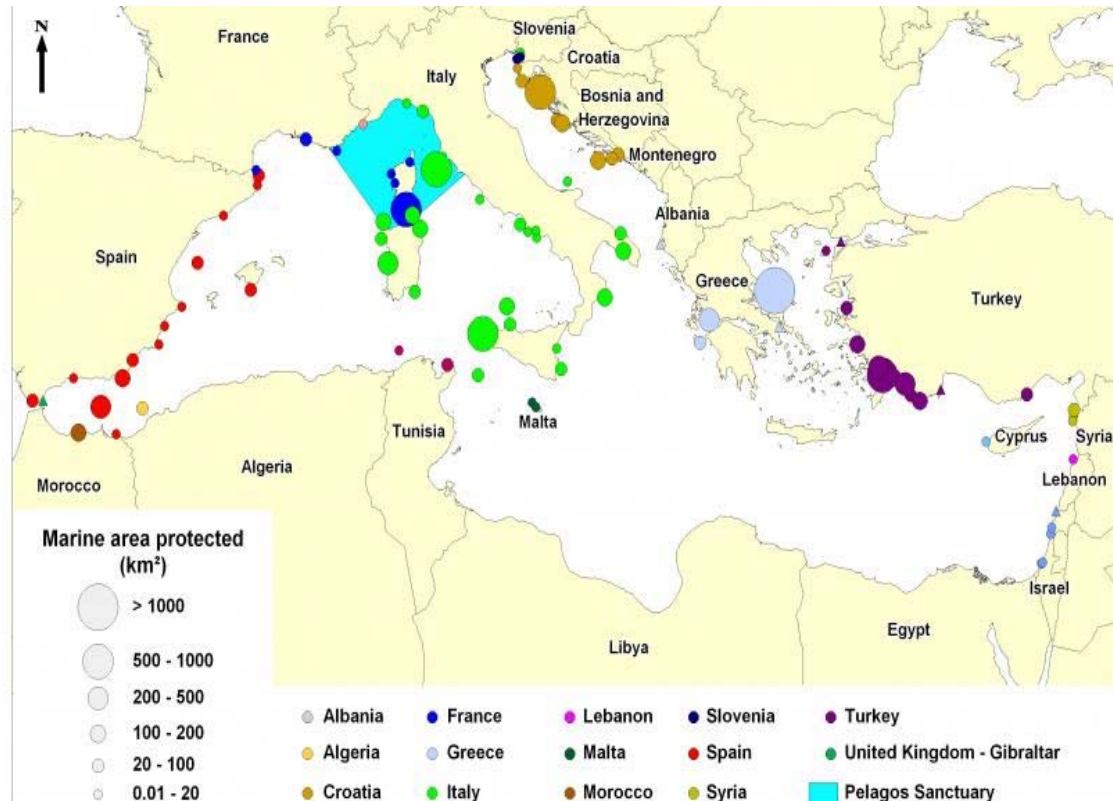 N
France
Slovenia
Croatia
Italy
Bosnia and
Herzegovina
Montenegro
Albania
Spain
Greece
Turkey
Malta
Cyprus
Syria
Tunisia
Lebanon
Algeria
Morocco
Israel
Egypt
Libya
Marine area protected
(km²)
> 1000
500 - 1000
200 - 500
100 - 200
20 - 100
0.01 - 20
Albania
France
Lebanon
Slovenia
Turkey
Algeria
Greece
Malta
Spain
United Kingdom - Gibraltar
Croatia
Italy
Morocco
Syria
Pelagos Sanctuary